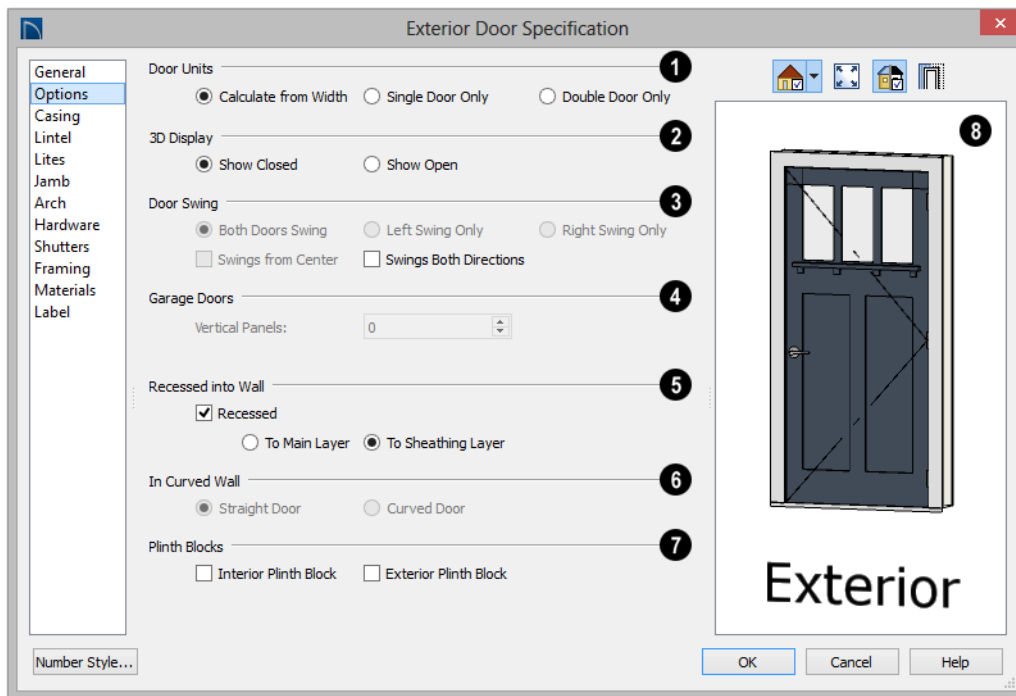 Exterior Door Specification
General
Options
Casing
Lintel
Lites
Jamb
Arch
Hardware
Shutters
Framing
Materials
Label
Door Units 1
Calculate from Width Single Door Only Double Door Only
3D Display 2
Show Closed Show Open
Door Swing 3
Both Doors Swing Left Swing Only Right Swing Only
Swings from Center Swings Both Directions
Garage Doors 4
Vertical Panels: 0
Recessed into Wall 5
Recessed
To Main Layer To Sheathing Layer
In Curved Wall 6
Straight Door Curved Door
Plinth Blocks 7
Interior Plinth Block Exterior Plinth Block
8
Exterior
Number Style... OK Cancel Help